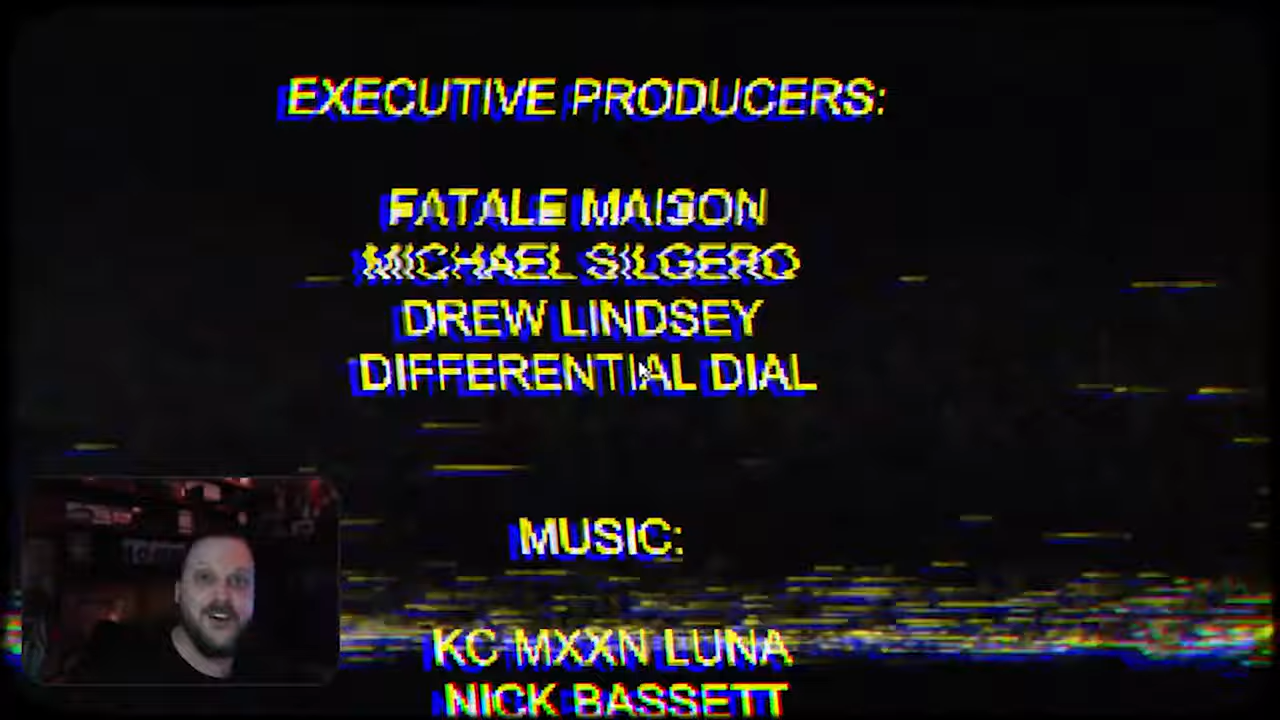 EXECUTIVE PRODUCERS:
FATALE MAISON
MICHAEL SILGERO
DREW LINDSEY
DIFFERENTIAL DIAL
MUSIC:
KC MXXN LUNA
NICK BASSETT